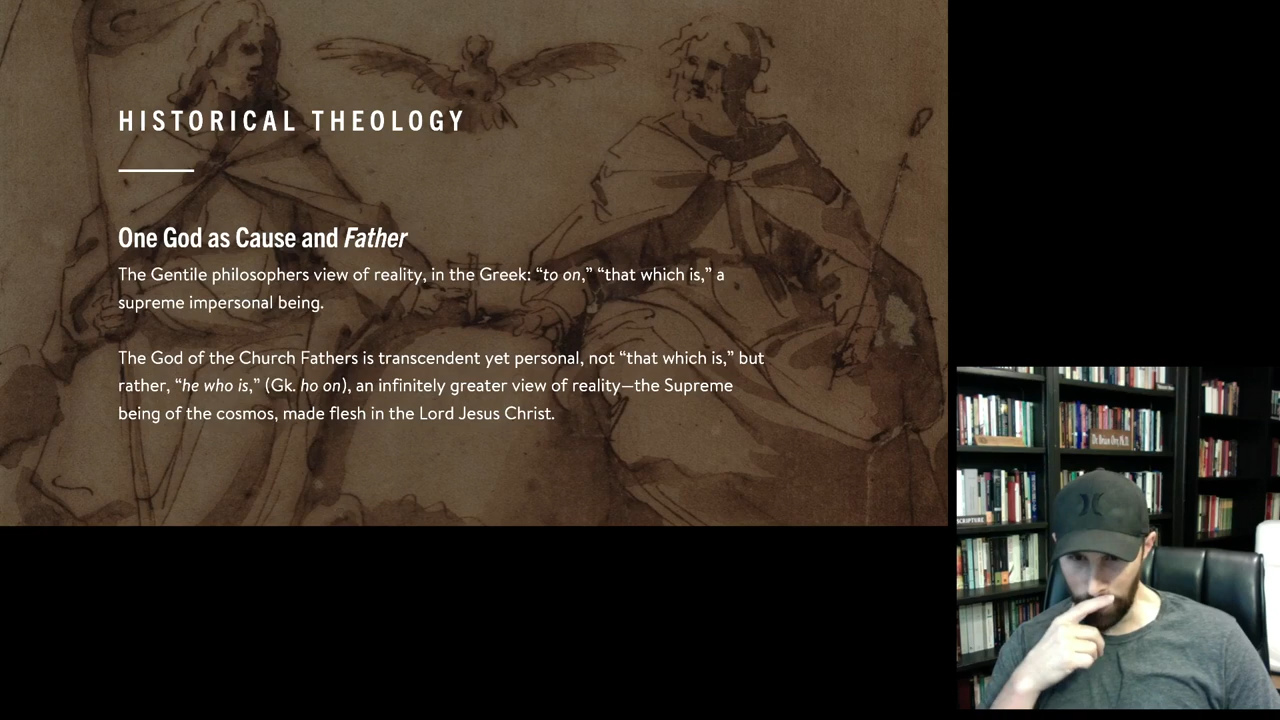 HISTORICAL THEOLOGY
One God as Cause and Father
The Gentile philosophers view of reality, in the Greek: “to on,” “that which is,” a
supreme impersonal being.
The God of the Church Fathers is transcendent yet personal, not “that which is,” but
rather, “he who is,” (Gk. ho on), an infinitely greater view of reality—the Supreme
being of the cosmos, made flesh in the Lord Jesus Christ.
SCRIPTURE